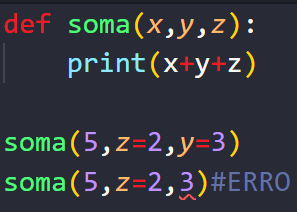 def soma(x,y,z):
    print(x+y+z)

soma(5,z=2,y=3)
soma(5,z=2,3)#ERRO